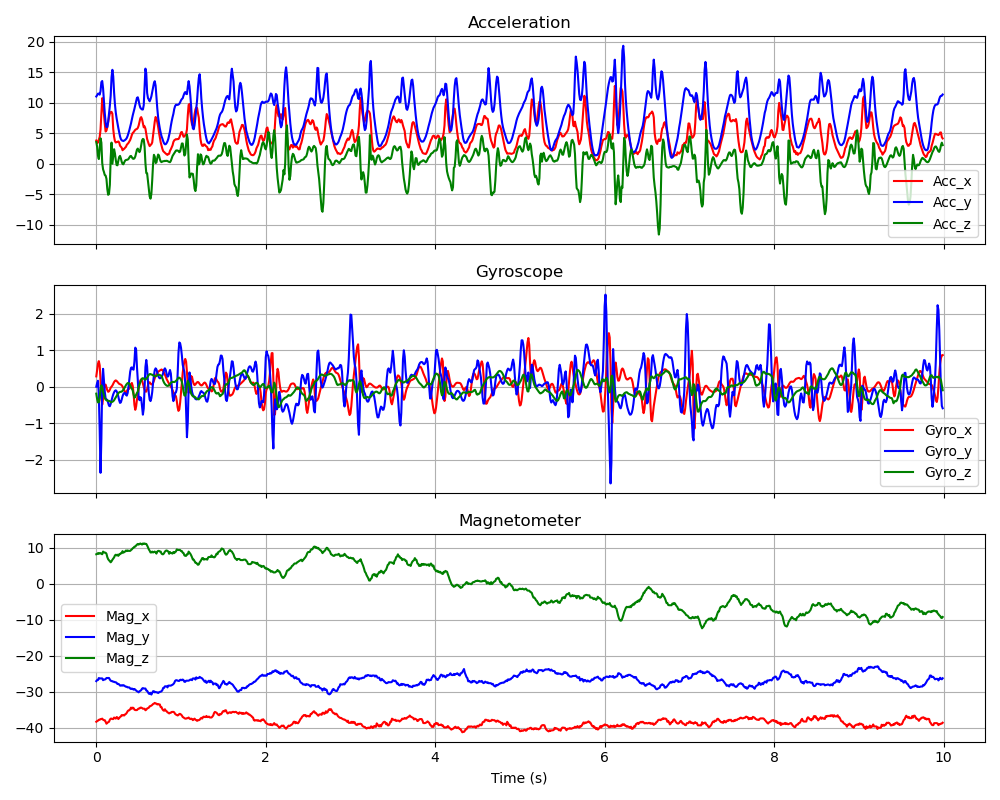 Acceleration
20
15
10
5
0
−5
−10
Acc_x
Acc_y
Acc_z
Gyroscope
2
1
0
−1
−2
Gyro_x
Gyro_y
Gyro_z
Magnetometer
10
0
−10
−20
−30
−40
Mag_x
Mag_y
Mag_z
0 2 4 6 8 10
Time (s)